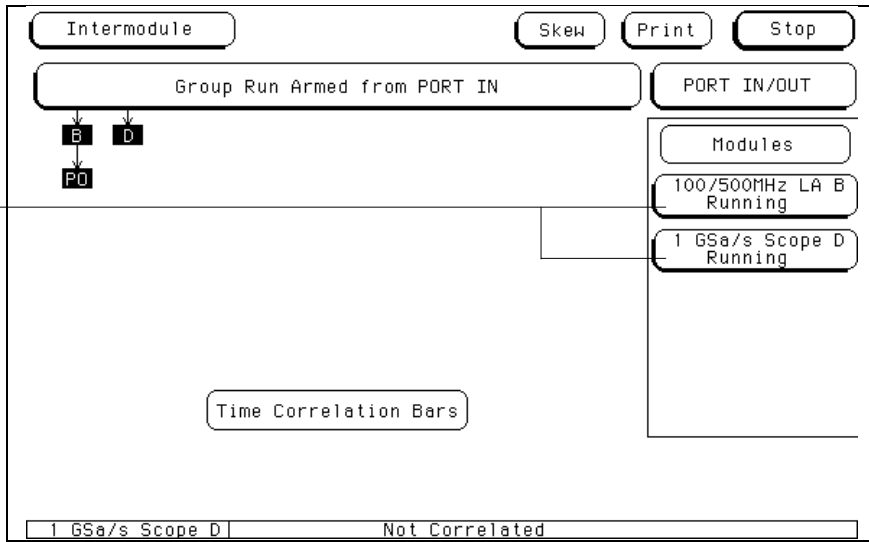 Intermodule
Skew
Print
Stop
Group Run Armed from PORT IN
PORT IN/OUT
B
D
PO
Modules
100/500MHz LA B
Running
1 GSa/s Scope D
Running
Time Correlation Bars
1 GSa/s Scope D
Not Correlated